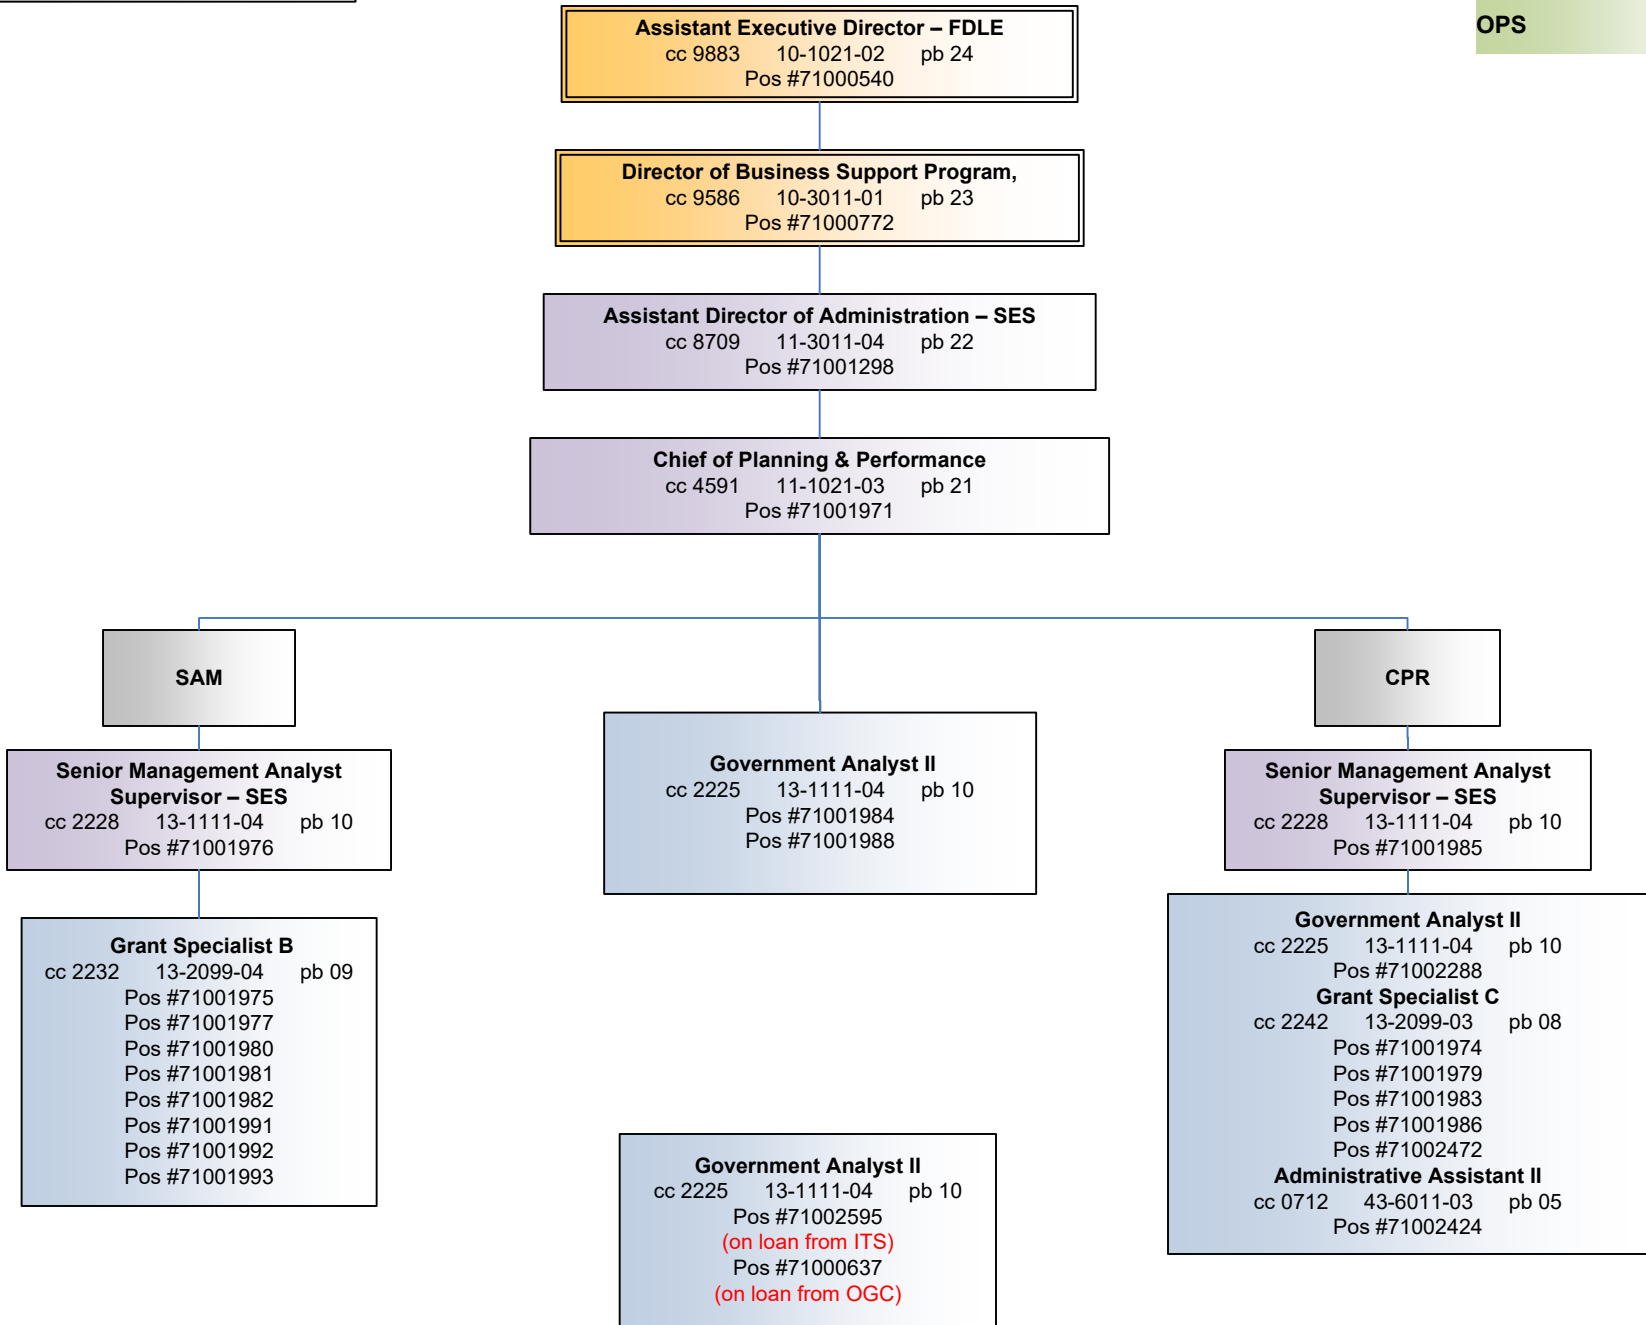 OPS
Assistant Executive Director – FDLE
cc 9883 10-1021-02 pb 24
Pos #71000540
Director of Business Support Program,
cc 9586 10-3011-01 pb 23
Pos #71000772
Assistant Director of Administration – SES
cc 8709 11-3011-04 pb 22
Pos #71001298
Chief of Planning & Performance
cc 4591 11-1021-03 pb 21
Pos #71001971
SAM
Senior Management Analyst
Supervisor – SES
cc 2228 13-1111-04 pb 10
Pos #71001976
Grant Specialist B
cc 2232 13-2099-04 pb 09
Pos #71001975
Pos #71001977
Pos #71001980
Pos #71001981
Pos #71001982
Pos #71001991
Pos #71001992
Pos #71001993
Government Analyst II
cc 2225 13-1111-04 pb 10
Pos #71001984
Pos #71001988
Government Analyst II
cc 2225 13-1111-04 pb 10
Pos #71002595
(on loan from ITS)
Pos #71000637
(on loan from OGC)
CPR
Senior Management Analyst
Supervisor – SES
cc 2228 13-1111-04 pb 10
Pos #71001985
Government Analyst II
cc 2225 13-1111-04 pb 10
Pos #71002288
Grant Specialist C
cc 2242 13-2099-03 pb 08
Pos #71001974
Pos #71001979
Pos #71001983
Pos #71001986
Pos #71002472
Administrative Assistant II
cc 0712 43-6011-03 pb 05
Pos #71002424